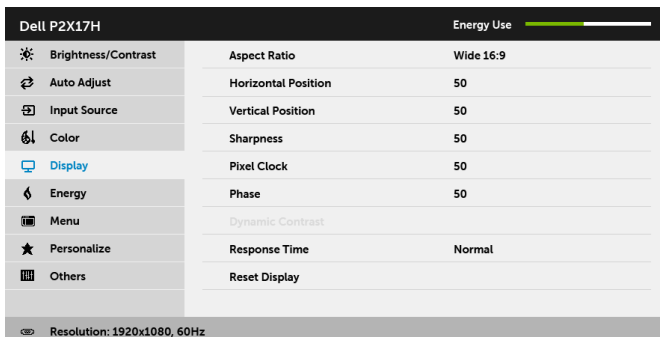 Dell P2X17H Energy Use
Brightness/Contrast Aspect Ratio Wide 16:9
Auto Adjust Horizontal Position 50
Input Source Vertical Position 50
Color Sharpness 50
Display Pixel Clock 50
Energy Phase 50
Menu Dynamic Contrast
Personalize Response Time Normal
Others Reset Display
Resolution: 1920x1080, 60Hz